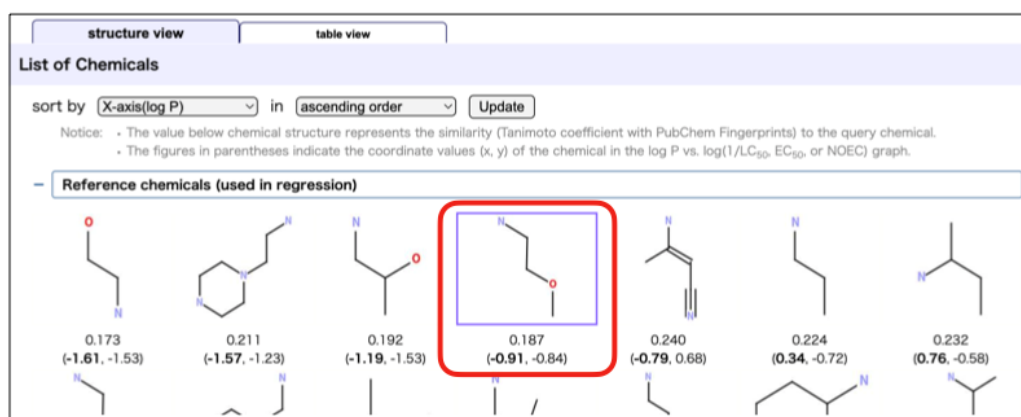 structure view table view
List of Chemicals
sort by X-axis(log P) in ascending order Update
Notice: • The value below chemical structure represents the similarity (Tanimoto coefficient with PubChem Fingerprints) to the query chemical.
• The figures in parentheses indicate the coordinate values (x, y) of the chemical in the log P vs. log(1/LC50, EC50, or NOEC) graph.
− Reference chemicals (used in regression)
O N N N N N
O
N O N
N O
N N
0.173 0.211 0.192 0.187 0.240 0.224 0.232
(-1.61, -1.53) (-1.57, -1.23) (-1.19, -1.53) (-0.91, -0.84) (-0.79, 0.68) (0.34, -0.72) (0.76, -0.58)
N N N N N N